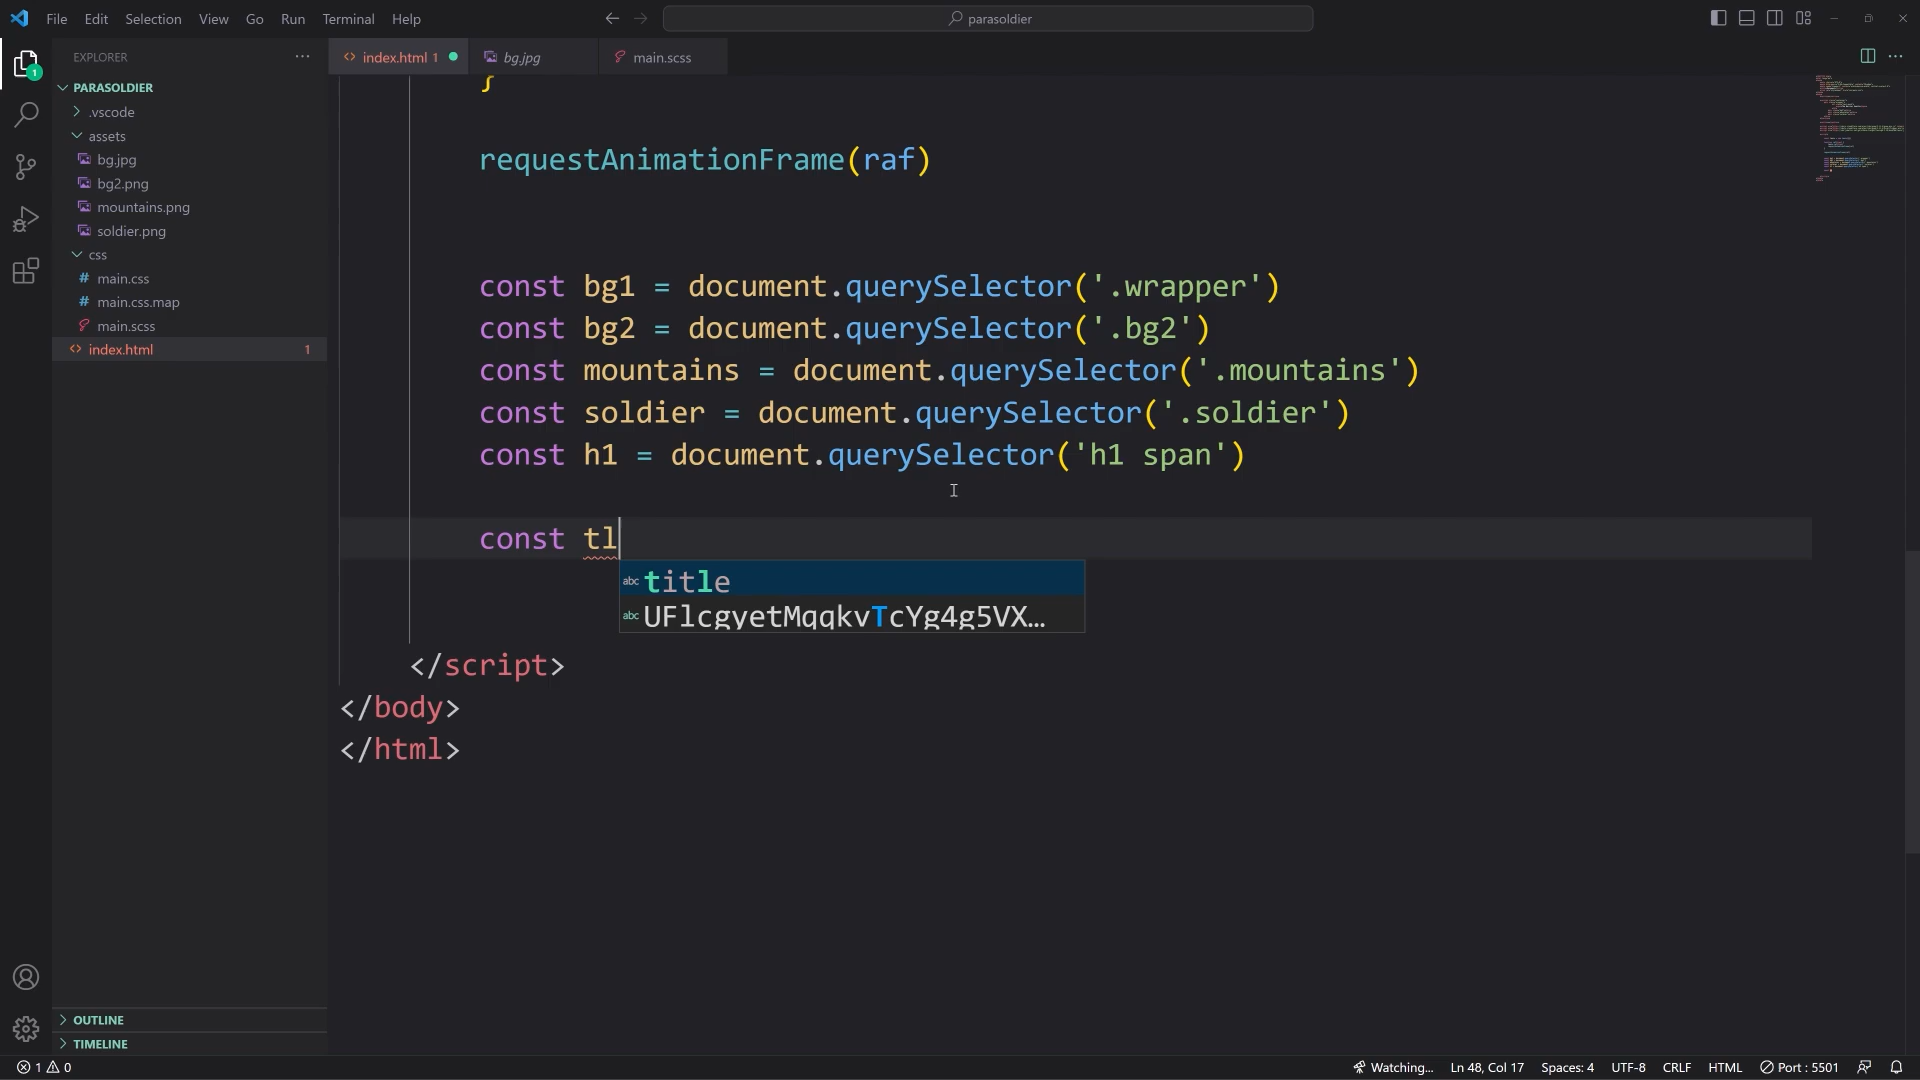 File Edit Selection View Go Run Terminal Help
parasoldier
EXPLORER
index.html 1
bg.jpg
main.scss
1
PARASOLDIER
.vscode
assets
bg.jpg
bg2.png
mountains.png
soldier.png
css
main.css
main.css.map
main.scss
index.html 1
}
requestAnimationFrame(raf)
const bg1 = document.querySelector('.wrapper')
const bg2 = document.querySelector('.bg2')
const mountains = document.querySelector('.mountains')
const soldier = document.querySelector('.soldier')
const h1 = document.querySelector('h1 span')
const tl
abc title
abc UFlcgyetMqqkvTcYg4g5VX...
</script>
</body>
</html>
OUTLINE
TIMELINE
1 0
Watching... Ln 48, Col 17 Spaces: 4 UTF-8 CRLF HTML Port : 5501